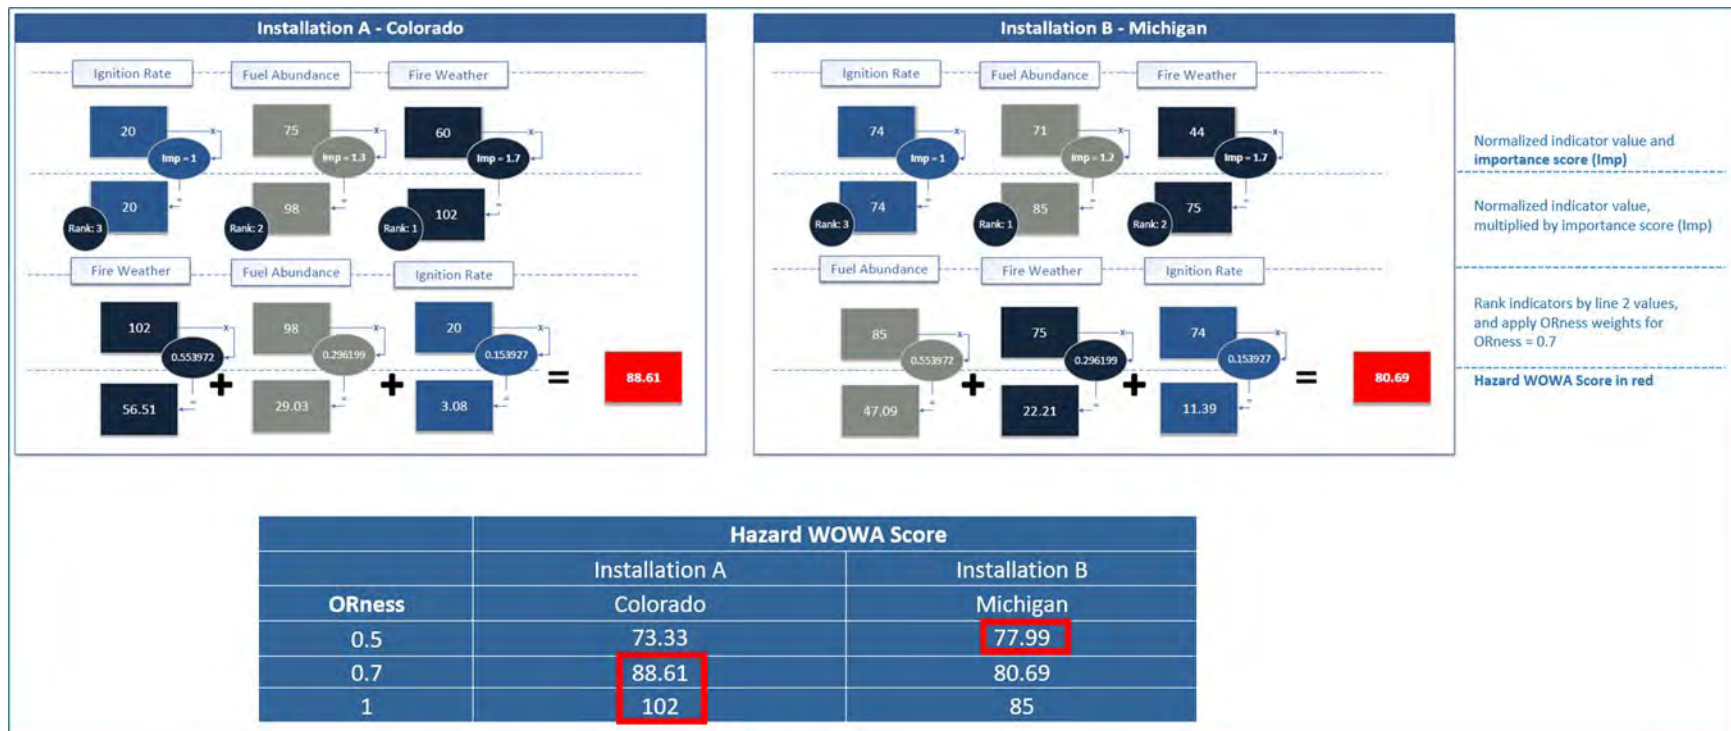 Installation A - Colorado
Ignition Rate
Fuel Abundance
Fire Weather
20
75
60
Imp = 1
Imp = 1.3
Imp = 1.7
20
98
102
Rank: 3
Rank: 2
Rank: 1
Fire Weather
Fuel Abundance
Ignition Rate
102
98
20
x
x
x
0.553972
0.296199
0.153927
+
+
=
88.61
56.51
29.03
3.08
Installation B - Michigan
Ignition Rate
Fuel Abundance
Fire Weather
74
71
44
Imp = 1
Imp = 1.2
Imp = 1.7
74
85
75
Rank: 3
Rank: 1
Rank: 2
Fuel Abundance
Fire Weather
Ignition Rate
85
75
74
x
x
x
0.553972
0.296199
0.153927
+
+
=
80.69
47.09
22.21
11.39
Normalized indicator value and
importance score (Imp)
Normalized indicator value,
multiplied by importance score (Imp)
Rank indicators by line 2 values,
and apply ORness weights for
ORness = 0.7
Hazard WOWA Score in red
Hazard WOWA Score
Installation A Installation B
ORness Colorado Michigan
0.5 73.33 77.99
0.7 88.61 80.69
1 102 85